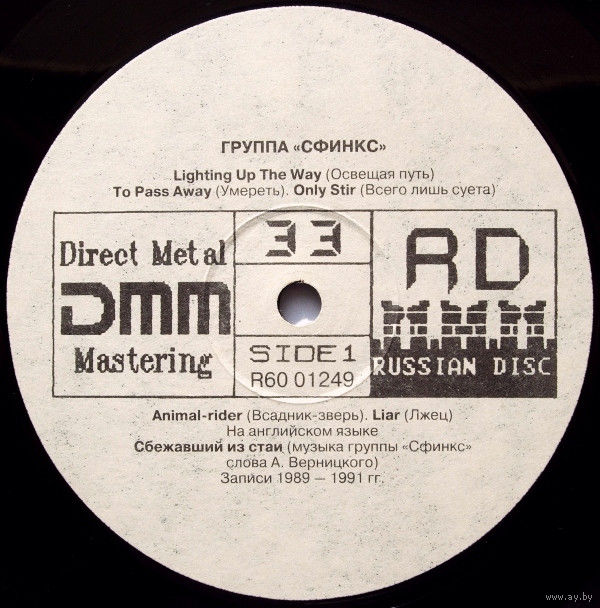 ГРУППА «СФИНКС»
Lighting Up The Way (Освещая путь)
To Pass Away (Умереть). Only Stir (Всего лишь суета)
Direct Metal
DMM
Mastering
33
SIDE 1
R60 01249
RD
RUSSIAN DISC
Animal-rider (Всадник-зверь). Liar (Лжец)
На английском языке
Сбежавший из стаи (музыка группы «Сфинкс»
слова А. Верницкого)
Записи 1989 — 1991 гг.
www.ay.by